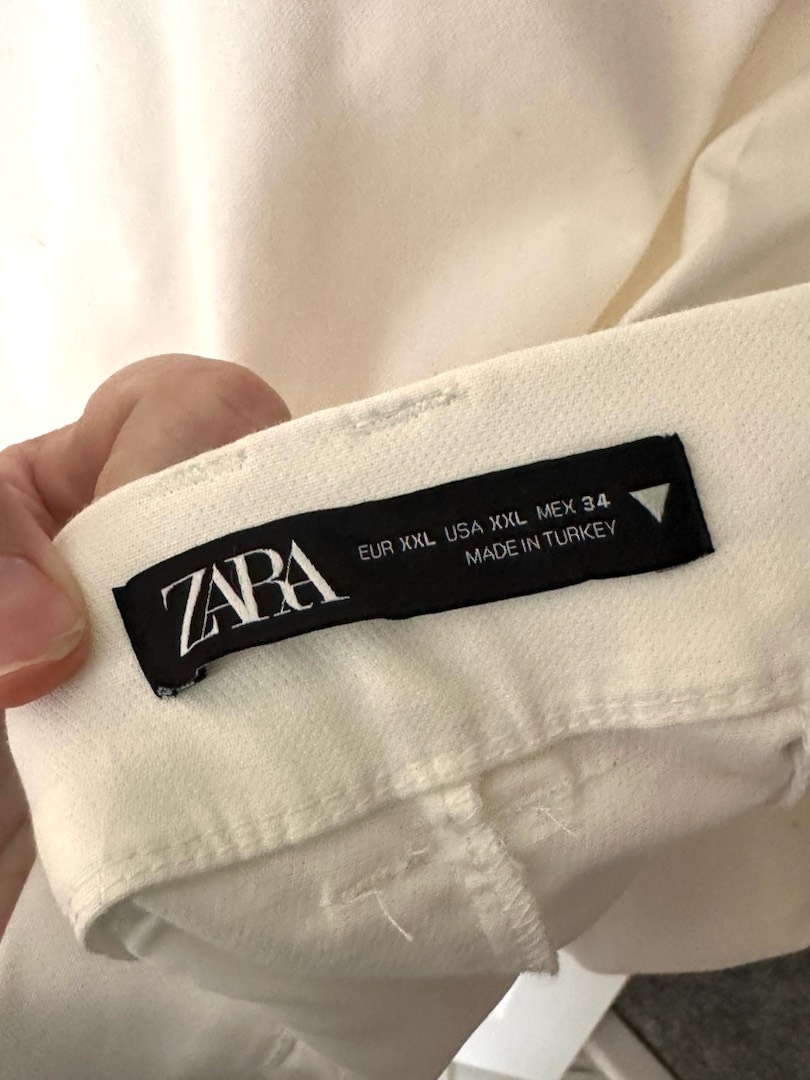 ZARA
EUR XXL USA XXL MEX 34
MADE IN TURKEY